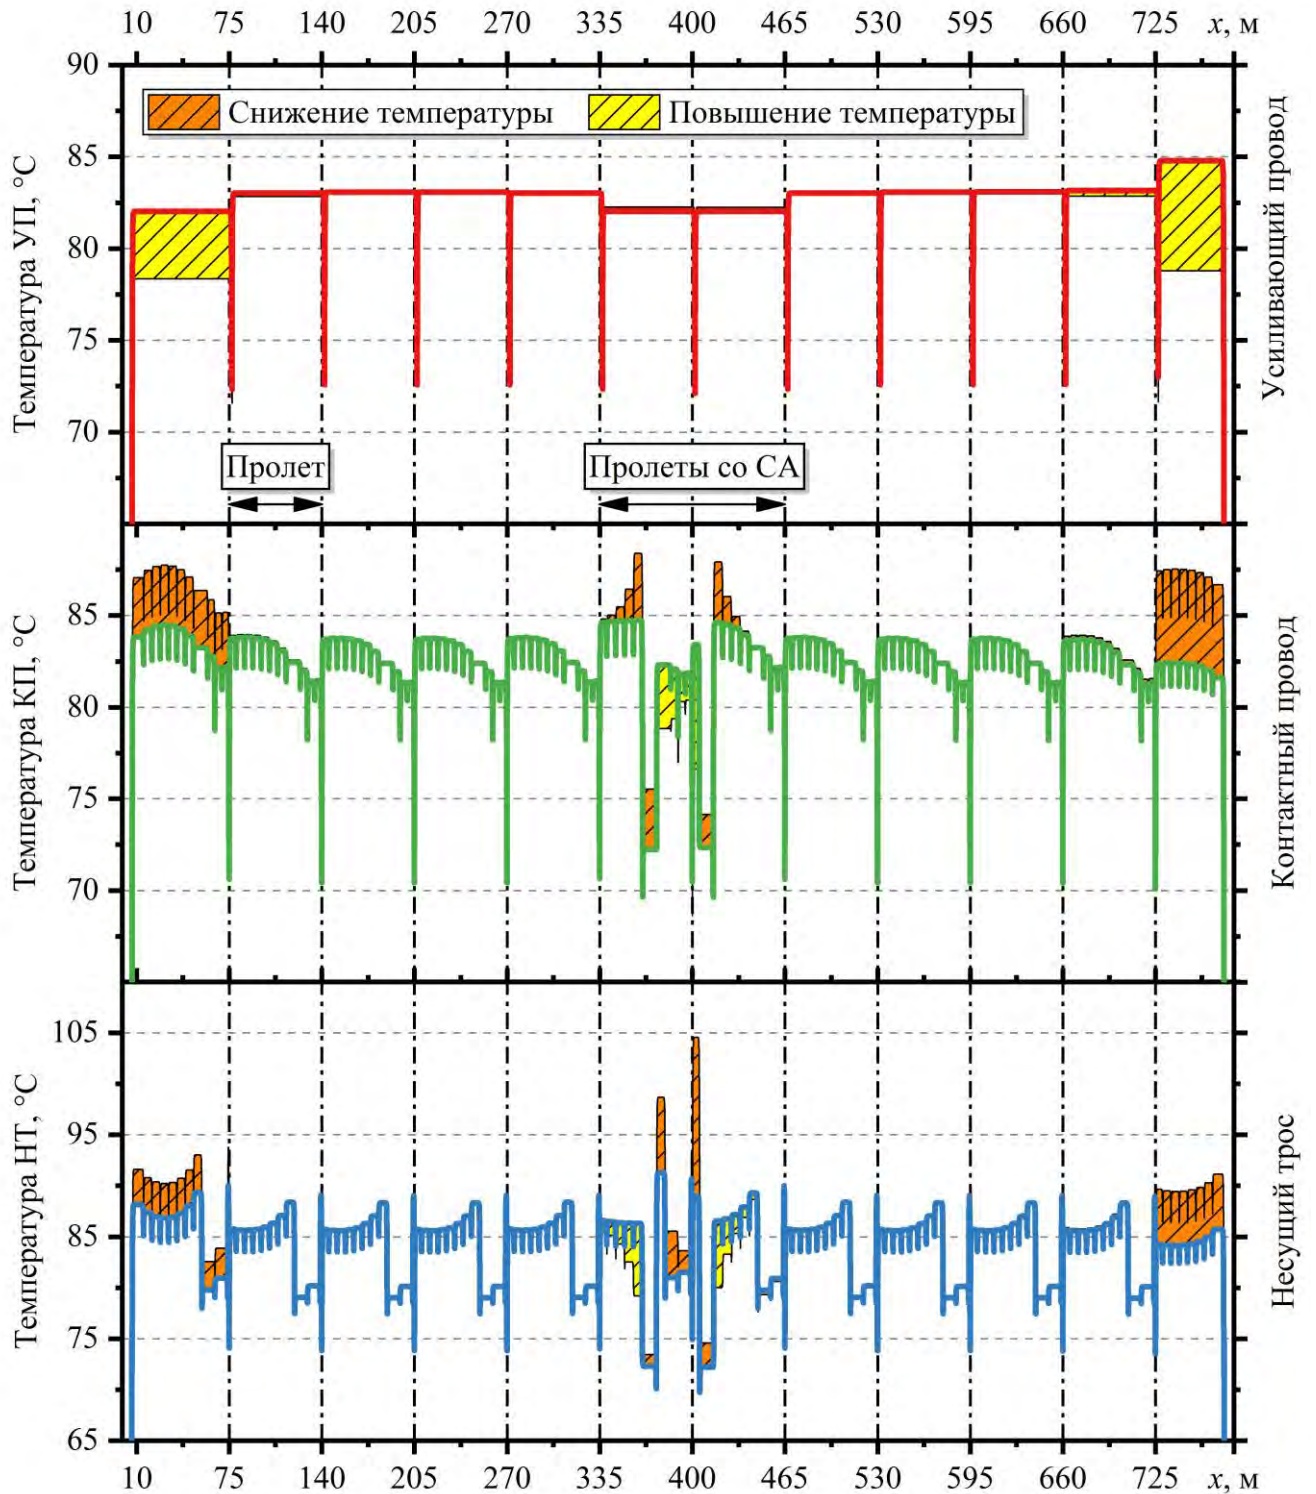 10 75 140 205 270 335 400 465 530 595 660 725 x, м
90
Снижение температуры Повышение температуры
85
80
75
70
Температура УП, °С
Усиливающий провод
Пролет Пролеты со СА
85
80
75
70
Температура КП, °С
Контактный провод
105
95
85
75
65
Температура НТ, °С
Несущий трос
10 75 140 205 270 335 400 465 530 595 660 725 x, м